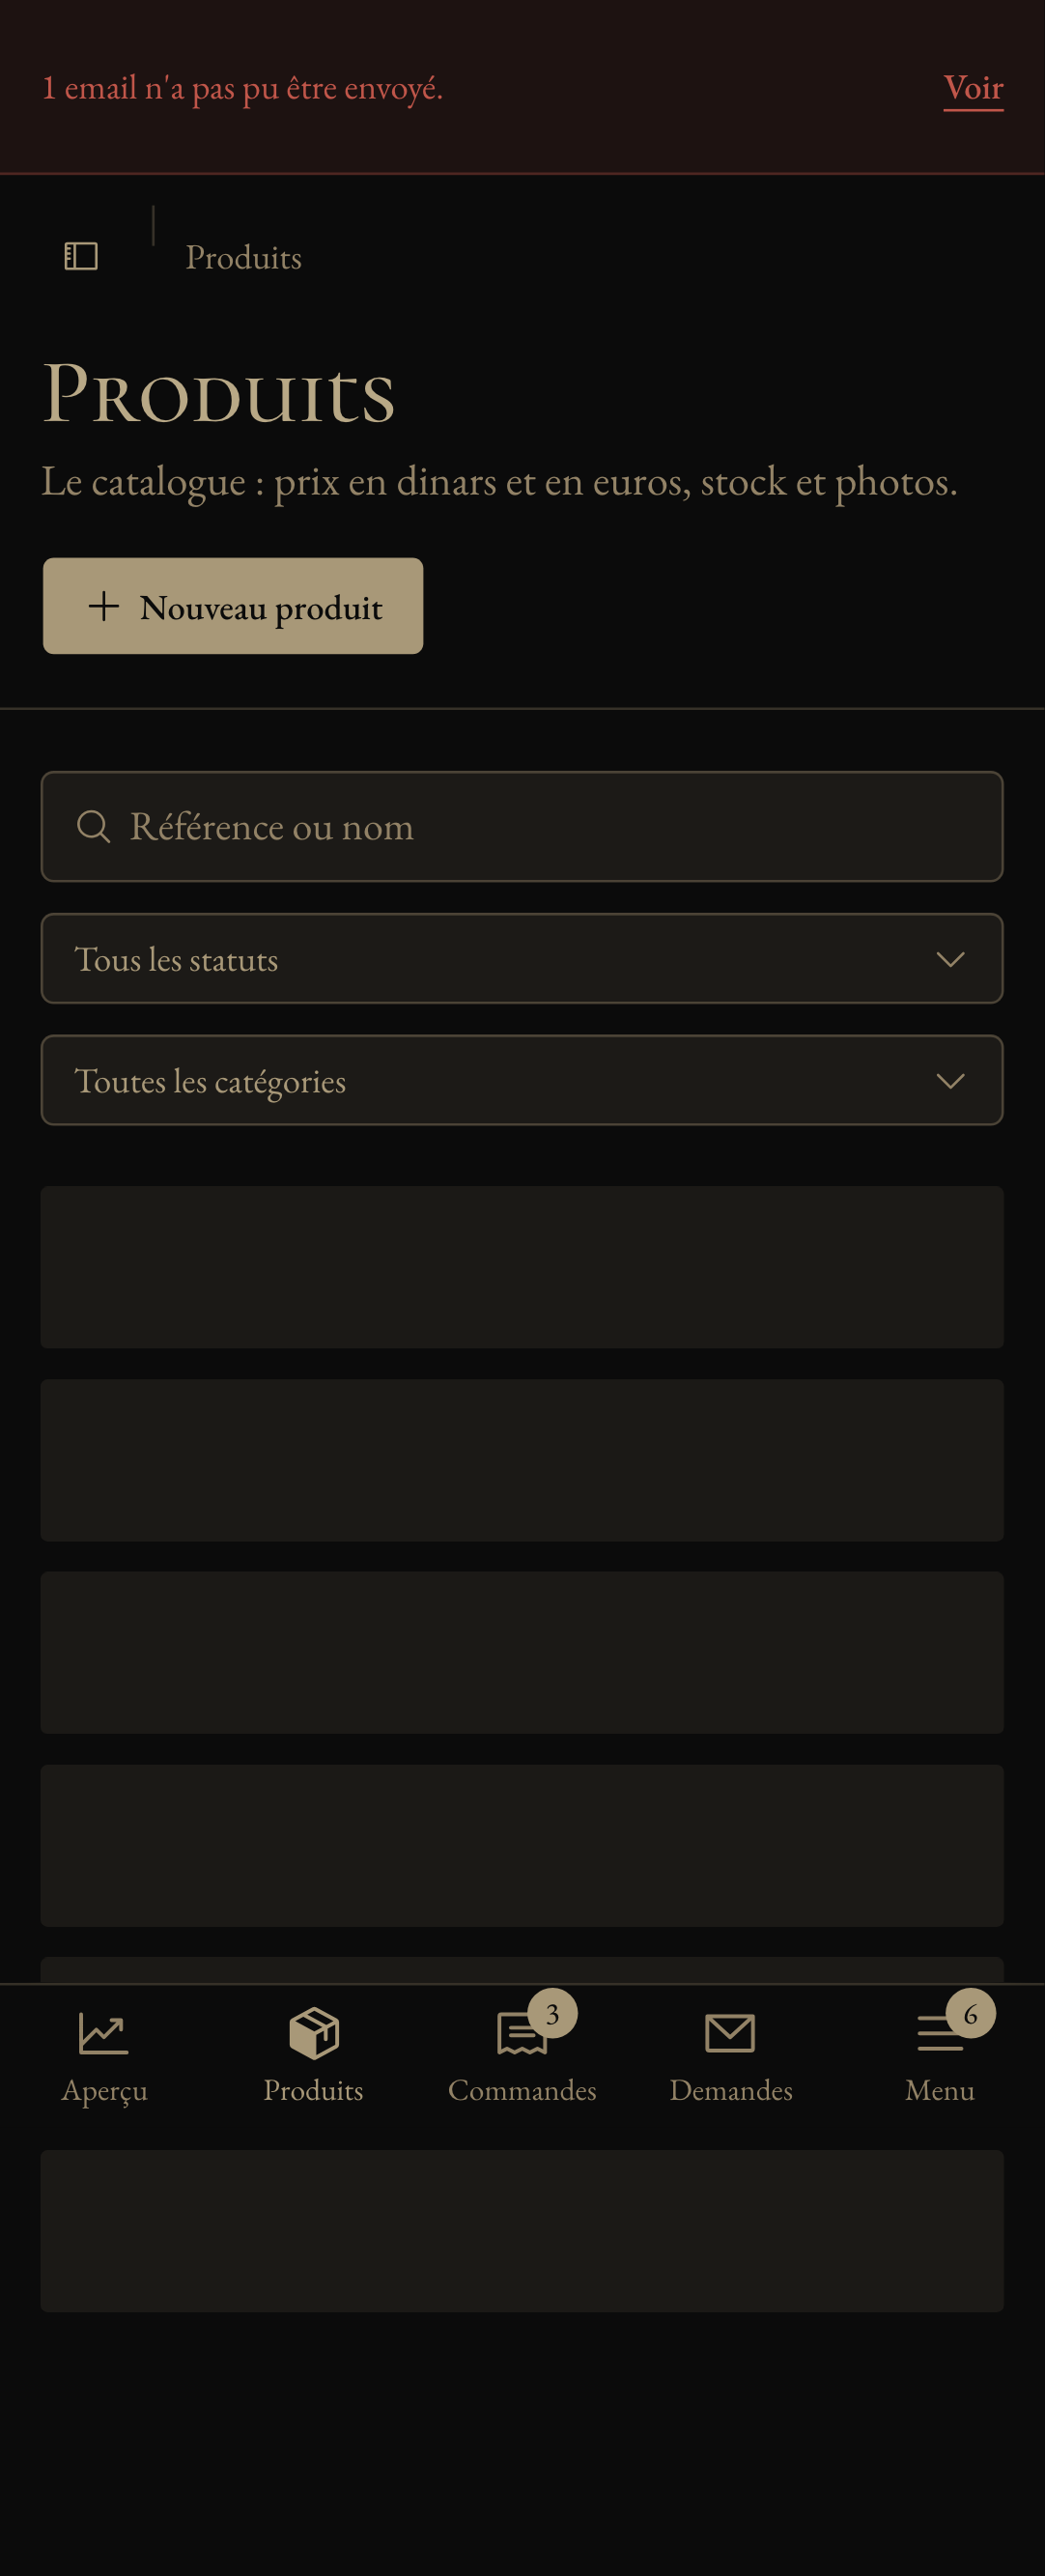 1 email n'a pas pu être envoyé.
Voir
Produits
Produits
Le catalogue : prix en dinars et en euros, stock et photos.
Nouveau produit
Référence ou nom
Tous les statuts
Toutes les catégories
3
6
Aperçu
Produits
Commandes
Demandes
Menu